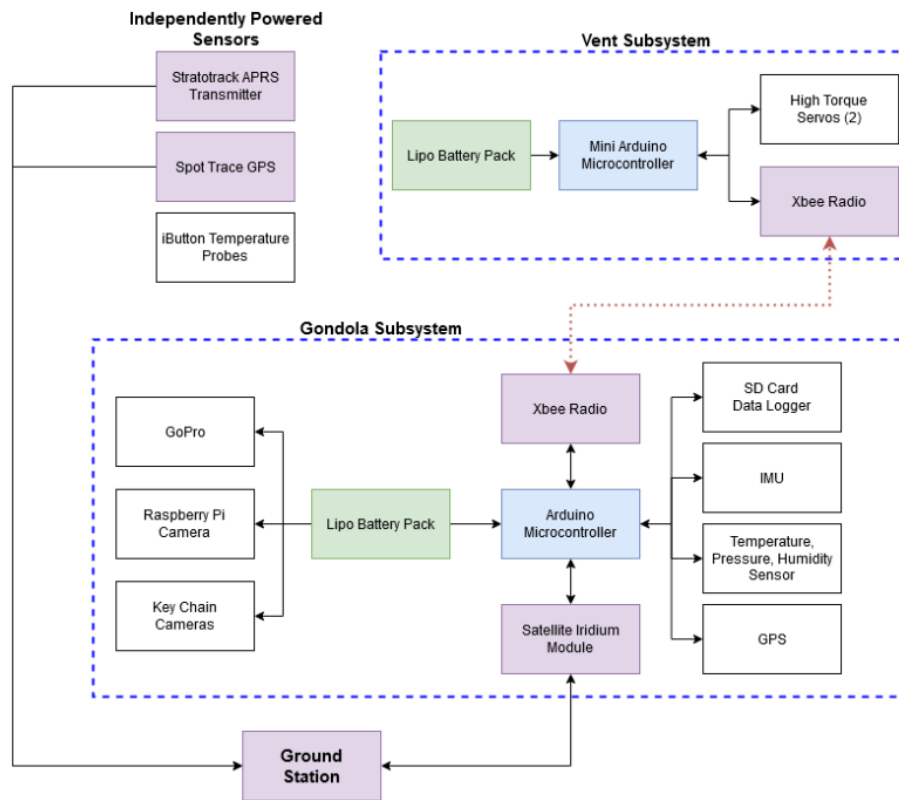 Independently Powered
Sensors
Stratotrack APRS
Transmitter
Spot Trace GPS
iButton Temperature
Probes
Vent Subsystem
Lipo Battery Pack
Mini Arduino
Microcontroller
High Torque
Servos (2)
Xbee Radio
Gondola Subsystem
GoPro
Raspberry Pi
Camera
Key Chain
Cameras
Lipo Battery Pack
Xbee Radio
Arduino
Microcontroller
Satellite Iridium
Module
SD Card
Data Logger
IMU
Temperature,
Pressure, Humidity
Sensor
GPS
Ground
Station